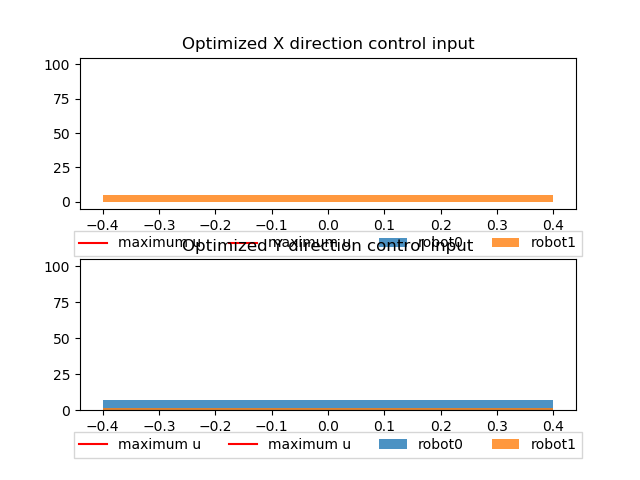 Optimized X direction control input
100
75
50
25
0
−0.4 −0.3 −0.2 −0.1 0.0 0.1 0.2 0.3 0.4
maximum u maximum u robot0 robot1
Optimized Y direction control input
100
75
50
25
0
−0.4 −0.3 −0.2 −0.1 0.0 0.1 0.2 0.3 0.4
maximum u maximum u robot0 robot1